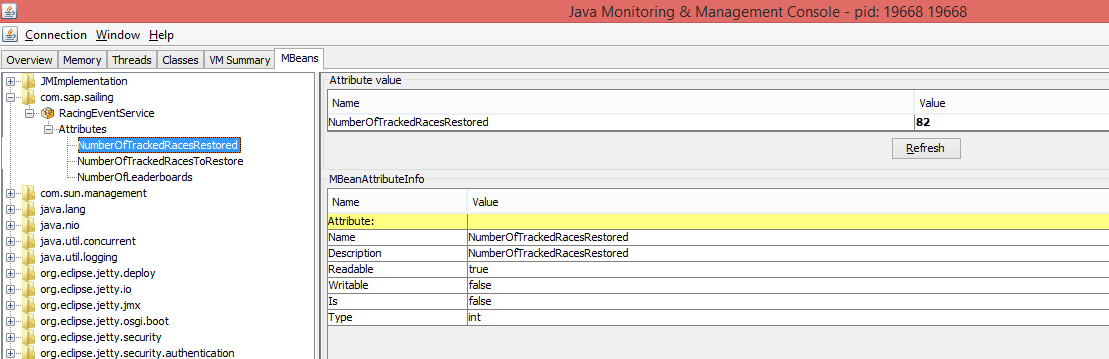 Java Monitoring & Management Console - pid: 19668 19668
Connection Window Help
Overview Memory Threads Classes VM Summary MBeans
JMImplementation
com.sap.sailing
RacingEventService
Attributes
NumberOfTrackedRacesRestored
NumberOfTrackedRacesToRestore
NumberOfLeaderboards
com.sun.management
java.lang
java.nio
java.util.concurrent
java.util.logging
org.eclipse.jetty.deploy
org.eclipse.jetty.io
org.eclipse.jetty.jmx
org.eclipse.jetty.osgi.boot
org.eclipse.jetty.security
org.eclipse.jetty.security.authentication
Attribute value
Name Value
NumberOfTrackedRacesRestored 82
Refresh
MBeanAttributeInfo
Name Value
Attribute:
Name NumberOfTrackedRacesRestored
Description NumberOfTrackedRacesRestored
Readable true
Writable false
Is false
Type int